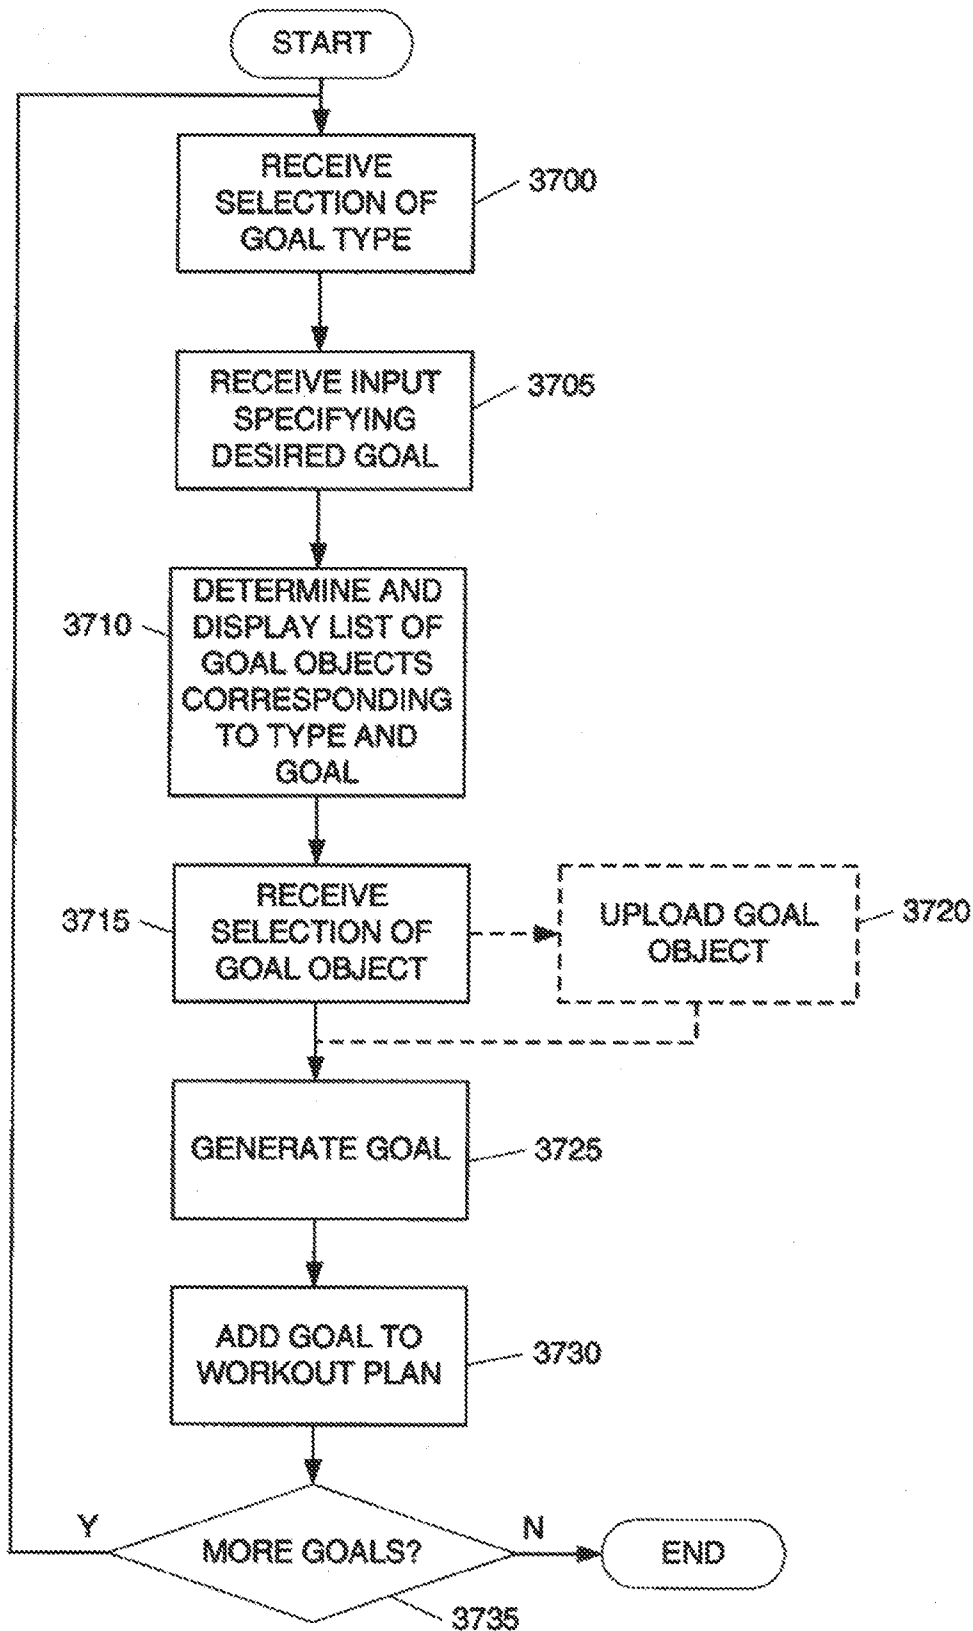 START
RECEIVE
SELECTION OF
GOAL TYPE
3700
RECEIVE INPUT
SPECIFYING
DESIRED GOAL
3705
DETERMINE AND
DISPLAY LIST OF
GOAL OBJECTS
CORRESPONDING
TO TYPE AND
GOAL
3710
RECEIVE
SELECTION OF
GOAL OBJECT
3715
UPLOAD GOAL
OBJECT
3720
GENERATE GOAL
3725
ADD GOAL TO
WORKOUT PLAN
3730
MORE GOALS?
Y
N
3735
END